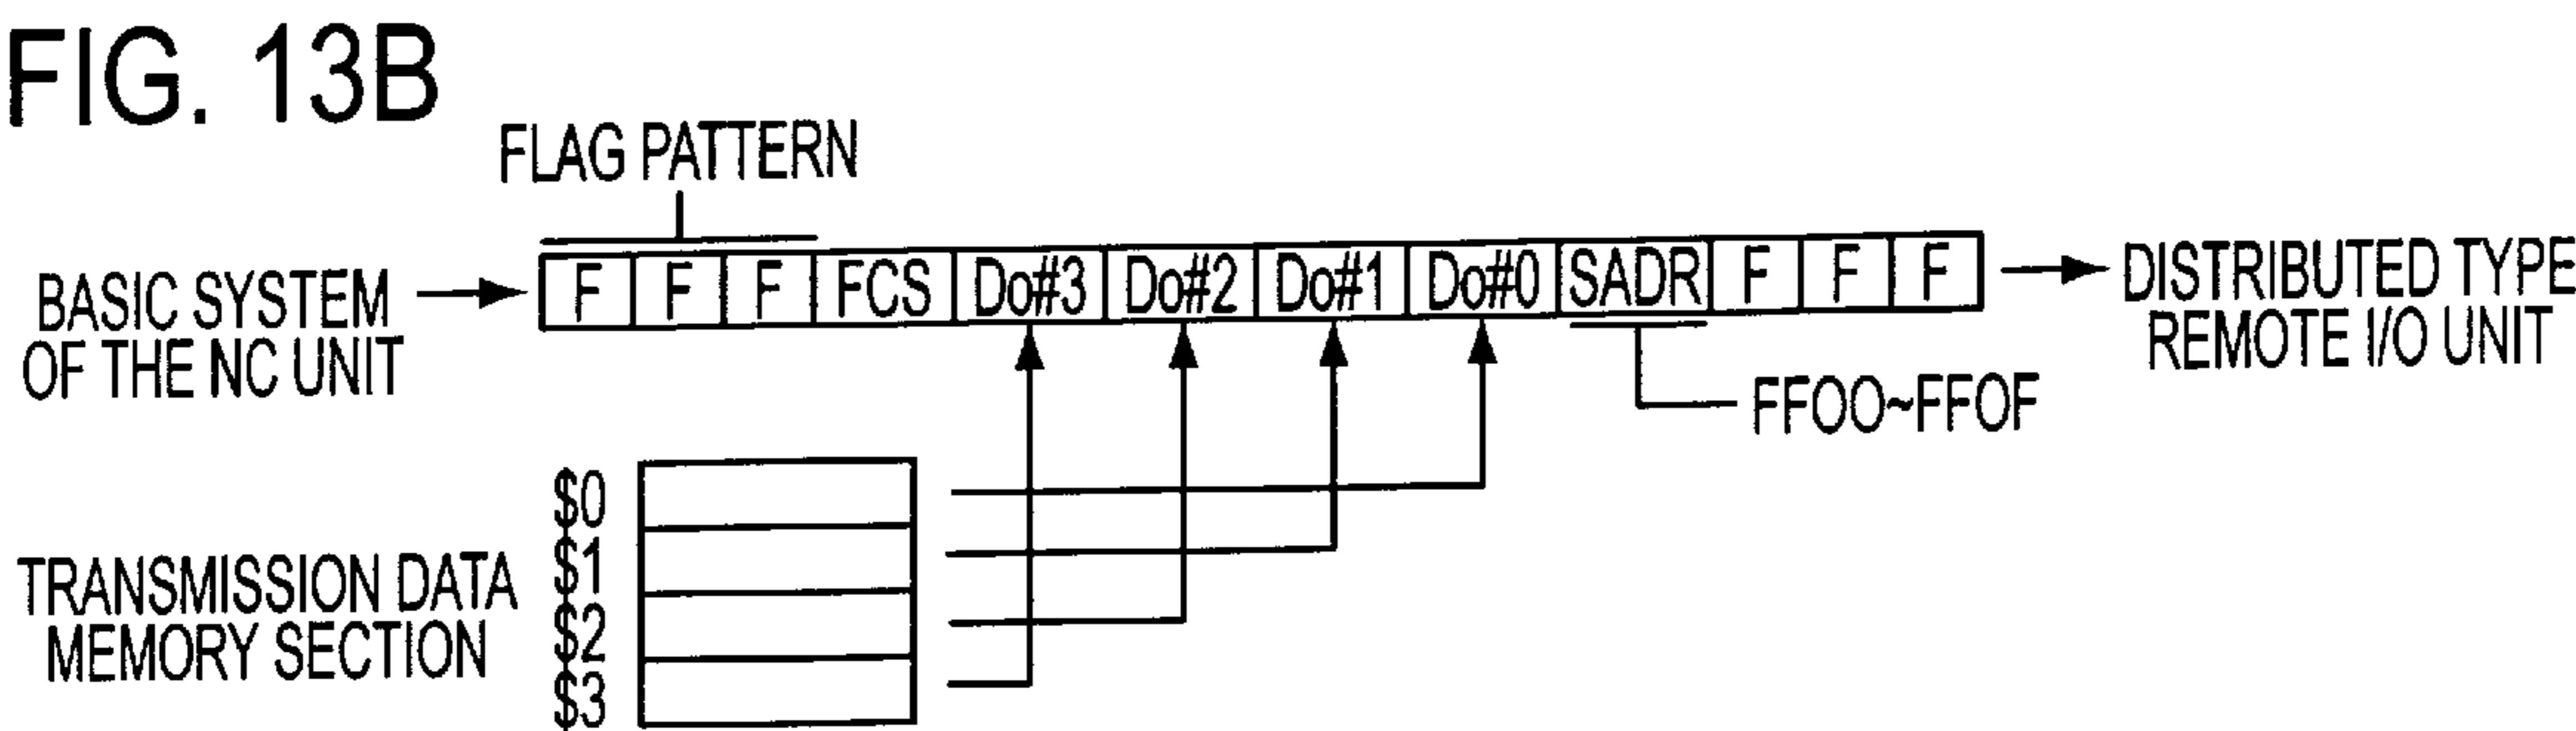 FIG. 13B
FLAG PATTERN
BASIC SYSTEM
OF THE NC UNIT
F F F FCS Do#3 Do#2 Do#1 Do#0 SADR F F F
DISTRIBUTED TYPE
REMOTE I/O UNIT
FFOO~FFOF
TRANSMISSION DATA
MEMORY SECTION
$0
$1
$2
$3